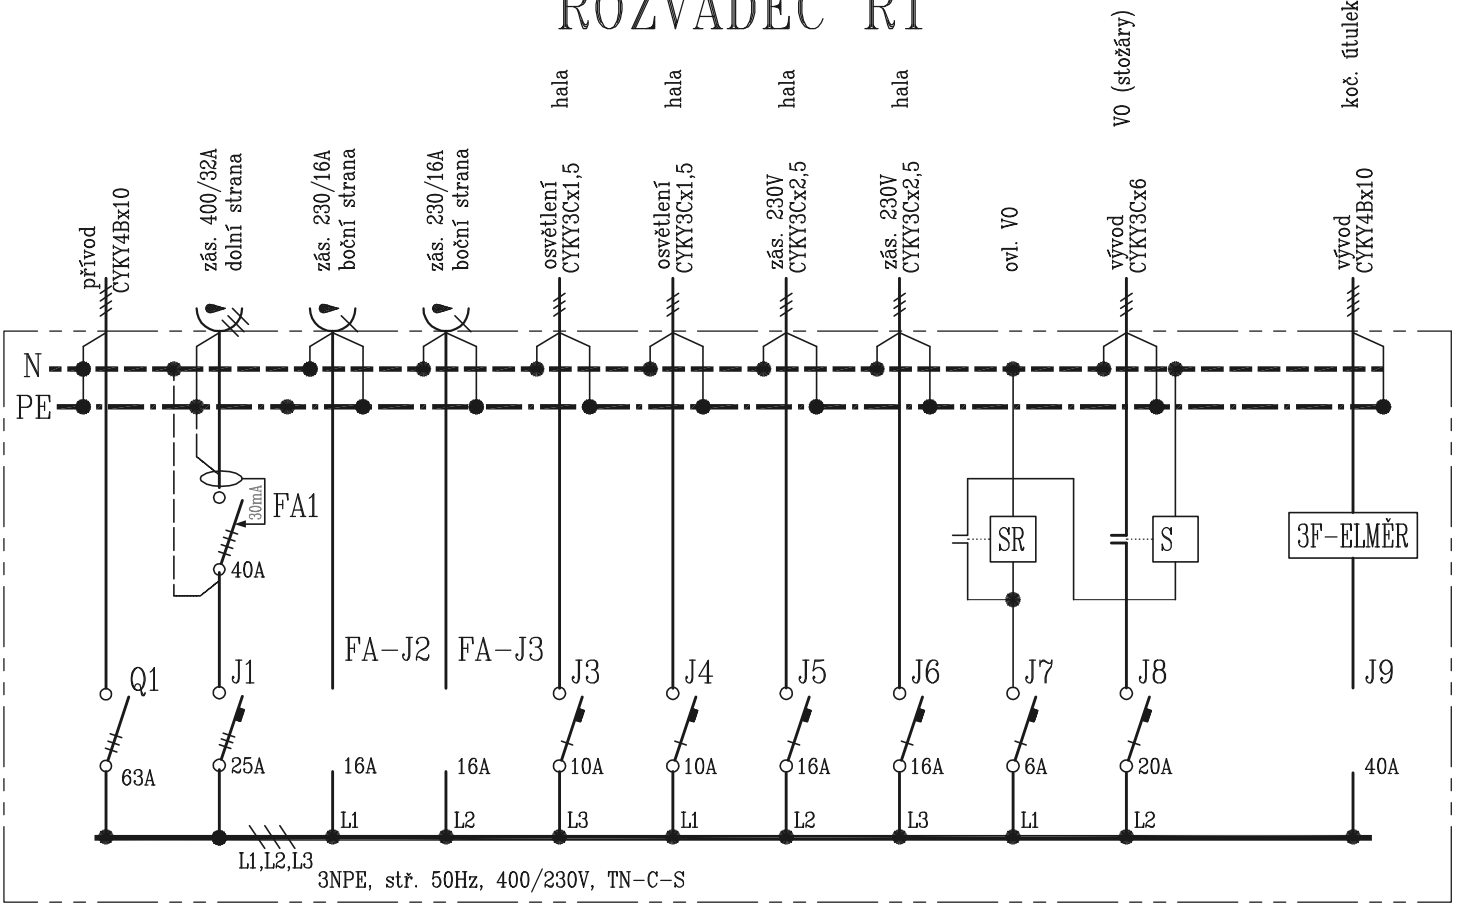 ROZVADĚČ R1
přívod
CYKY4Bx10
zás. 400/32A
dolní strana
zás. 230/16A
boční strana
zás. 230/16A
boční strana
osvětlení
CYKY3Cx1,5
hala
osvětlení
CYKY3Cx1,5
hala
zás. 230V
CYKY3Cx2,5
hala
zás. 230V
CYKY3Cx2,5
hala
ovl. VO
vývod
CYKY3Cx6
VO (stožáry)
vývod
CYKY4Bx10
koč. útulek
N
PE
30mA
FA1
40A
SR
S
3F-ELMĚR
FA-J2
FA-J3
Q1
J1
J3
J4
J5
J6
J7
J8
J9
63A
25A
16A
16A
10A
10A
16A
16A
6A
20A
40A
L1
L2
L3
L1
L2
L3
L1
L2
L1,L2,L3
3NPE, stř. 50Hz, 400/230V, TN-C-S